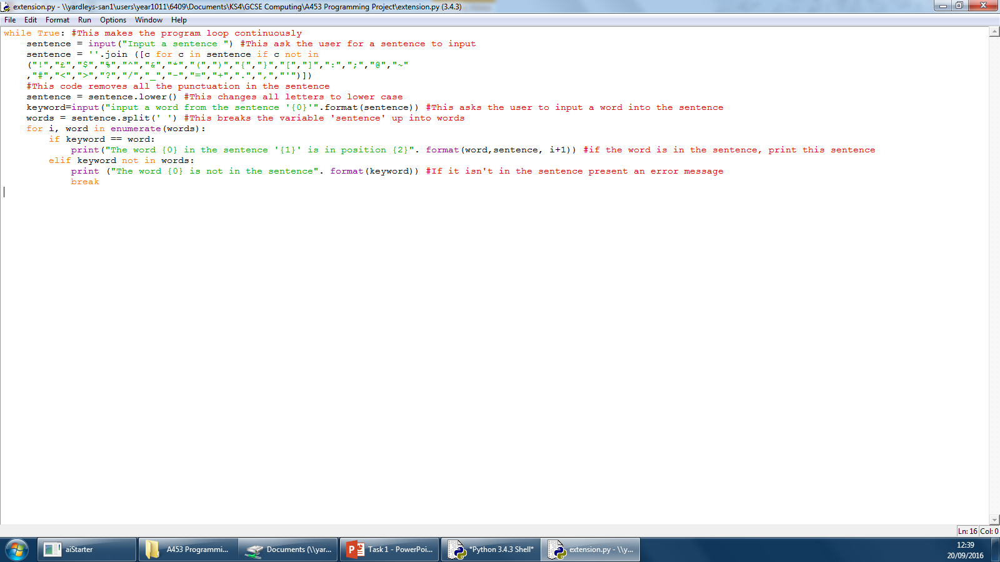 extension.py - \\yardleys-san1\users\year1011\6409\Documents\KS4\GCSE Computing\A453 Programming Project\extension.py (3.4.3)
File Edit Format Run Options Window Help
while True: #This makes the program loop continuously
    sentence = input("Input a sentence ") #This ask the user for a sentence to input
    sentence = ''.join ([c for c in sentence if c not in
    ("!","£","$","%","^","&","*","(",")","{","}","[","]",":",";","@","~"
    ,"#","<",">","?","/","_","-","=","+",".",",","'")])
    #This code removes all the punctuation in the sentence
    sentence = sentence.lower() #This changes all letters to lower case
    keyword=input("input a word from the sentence '{0}'".format(sentence)) #This asks the user to input a word into the sentence
    words = sentence.split(' ') #This breaks the variable 'sentence' up into words
    for i, word in enumerate(words):
        if keyword == word:
            print("The word {0} in the sentence '{1}' is in position {2}". format(word,sentence, i+1)) #if the word is in the sentence, print this sentence
        elif keyword not in words:
            print ("The word {0} is not in the sentence". format(keyword)) #If it isn't in the sentence present an error message
            break
Ln: 16 Col: 0
aiStarter
A453 Programmi...
Documents (\\yar...
Task 1 - PowerPoi...
*Python 3.4.3 Shell*
extension.py - \\y...
12:39
20/09/2016